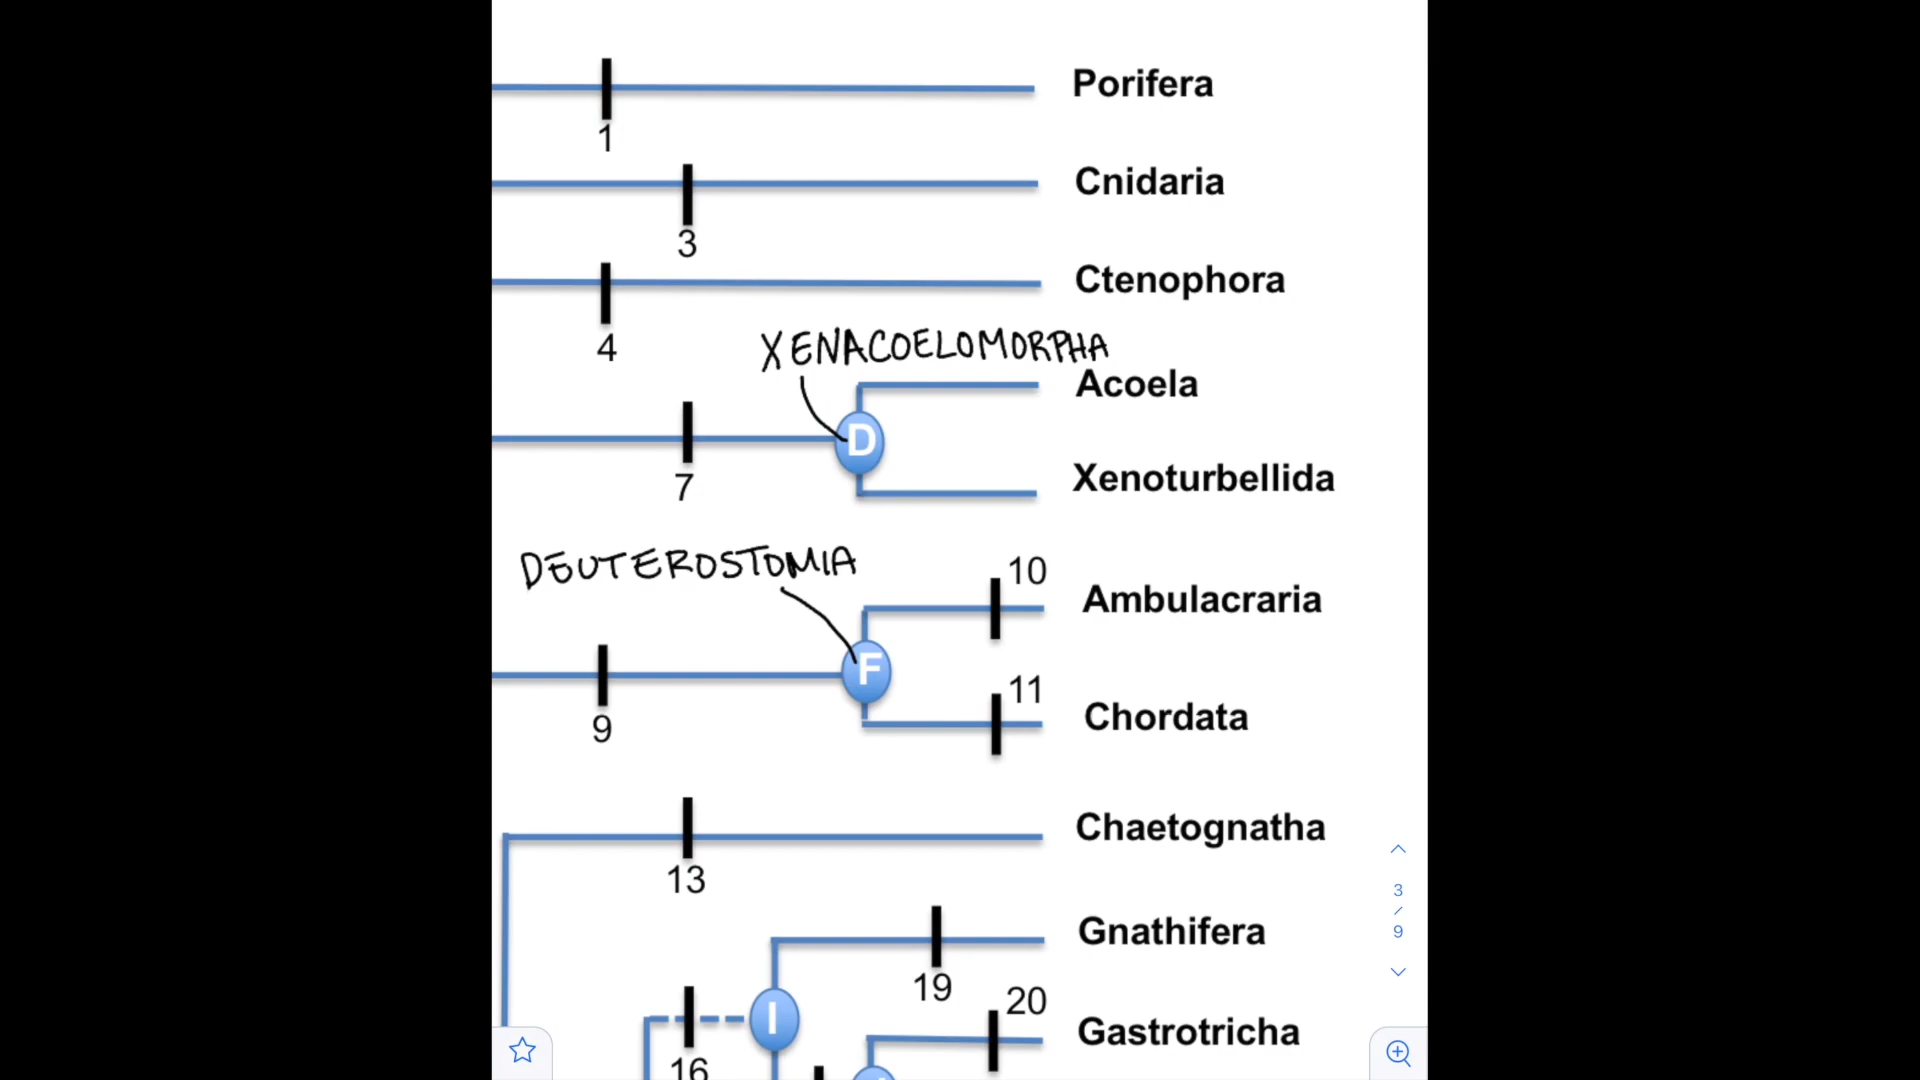 Porifera
1
Cnidaria
3
Ctenophora
4
XENACOELOMORPHA
Acoela
D
7
Xenoturbellida
DEUTEROSTOMIA
10
Ambulacraria
F
9
11
Chordata
Chaetognatha
13
3
/
9
Gnathifera
19
I
16
20
Gastrotricha